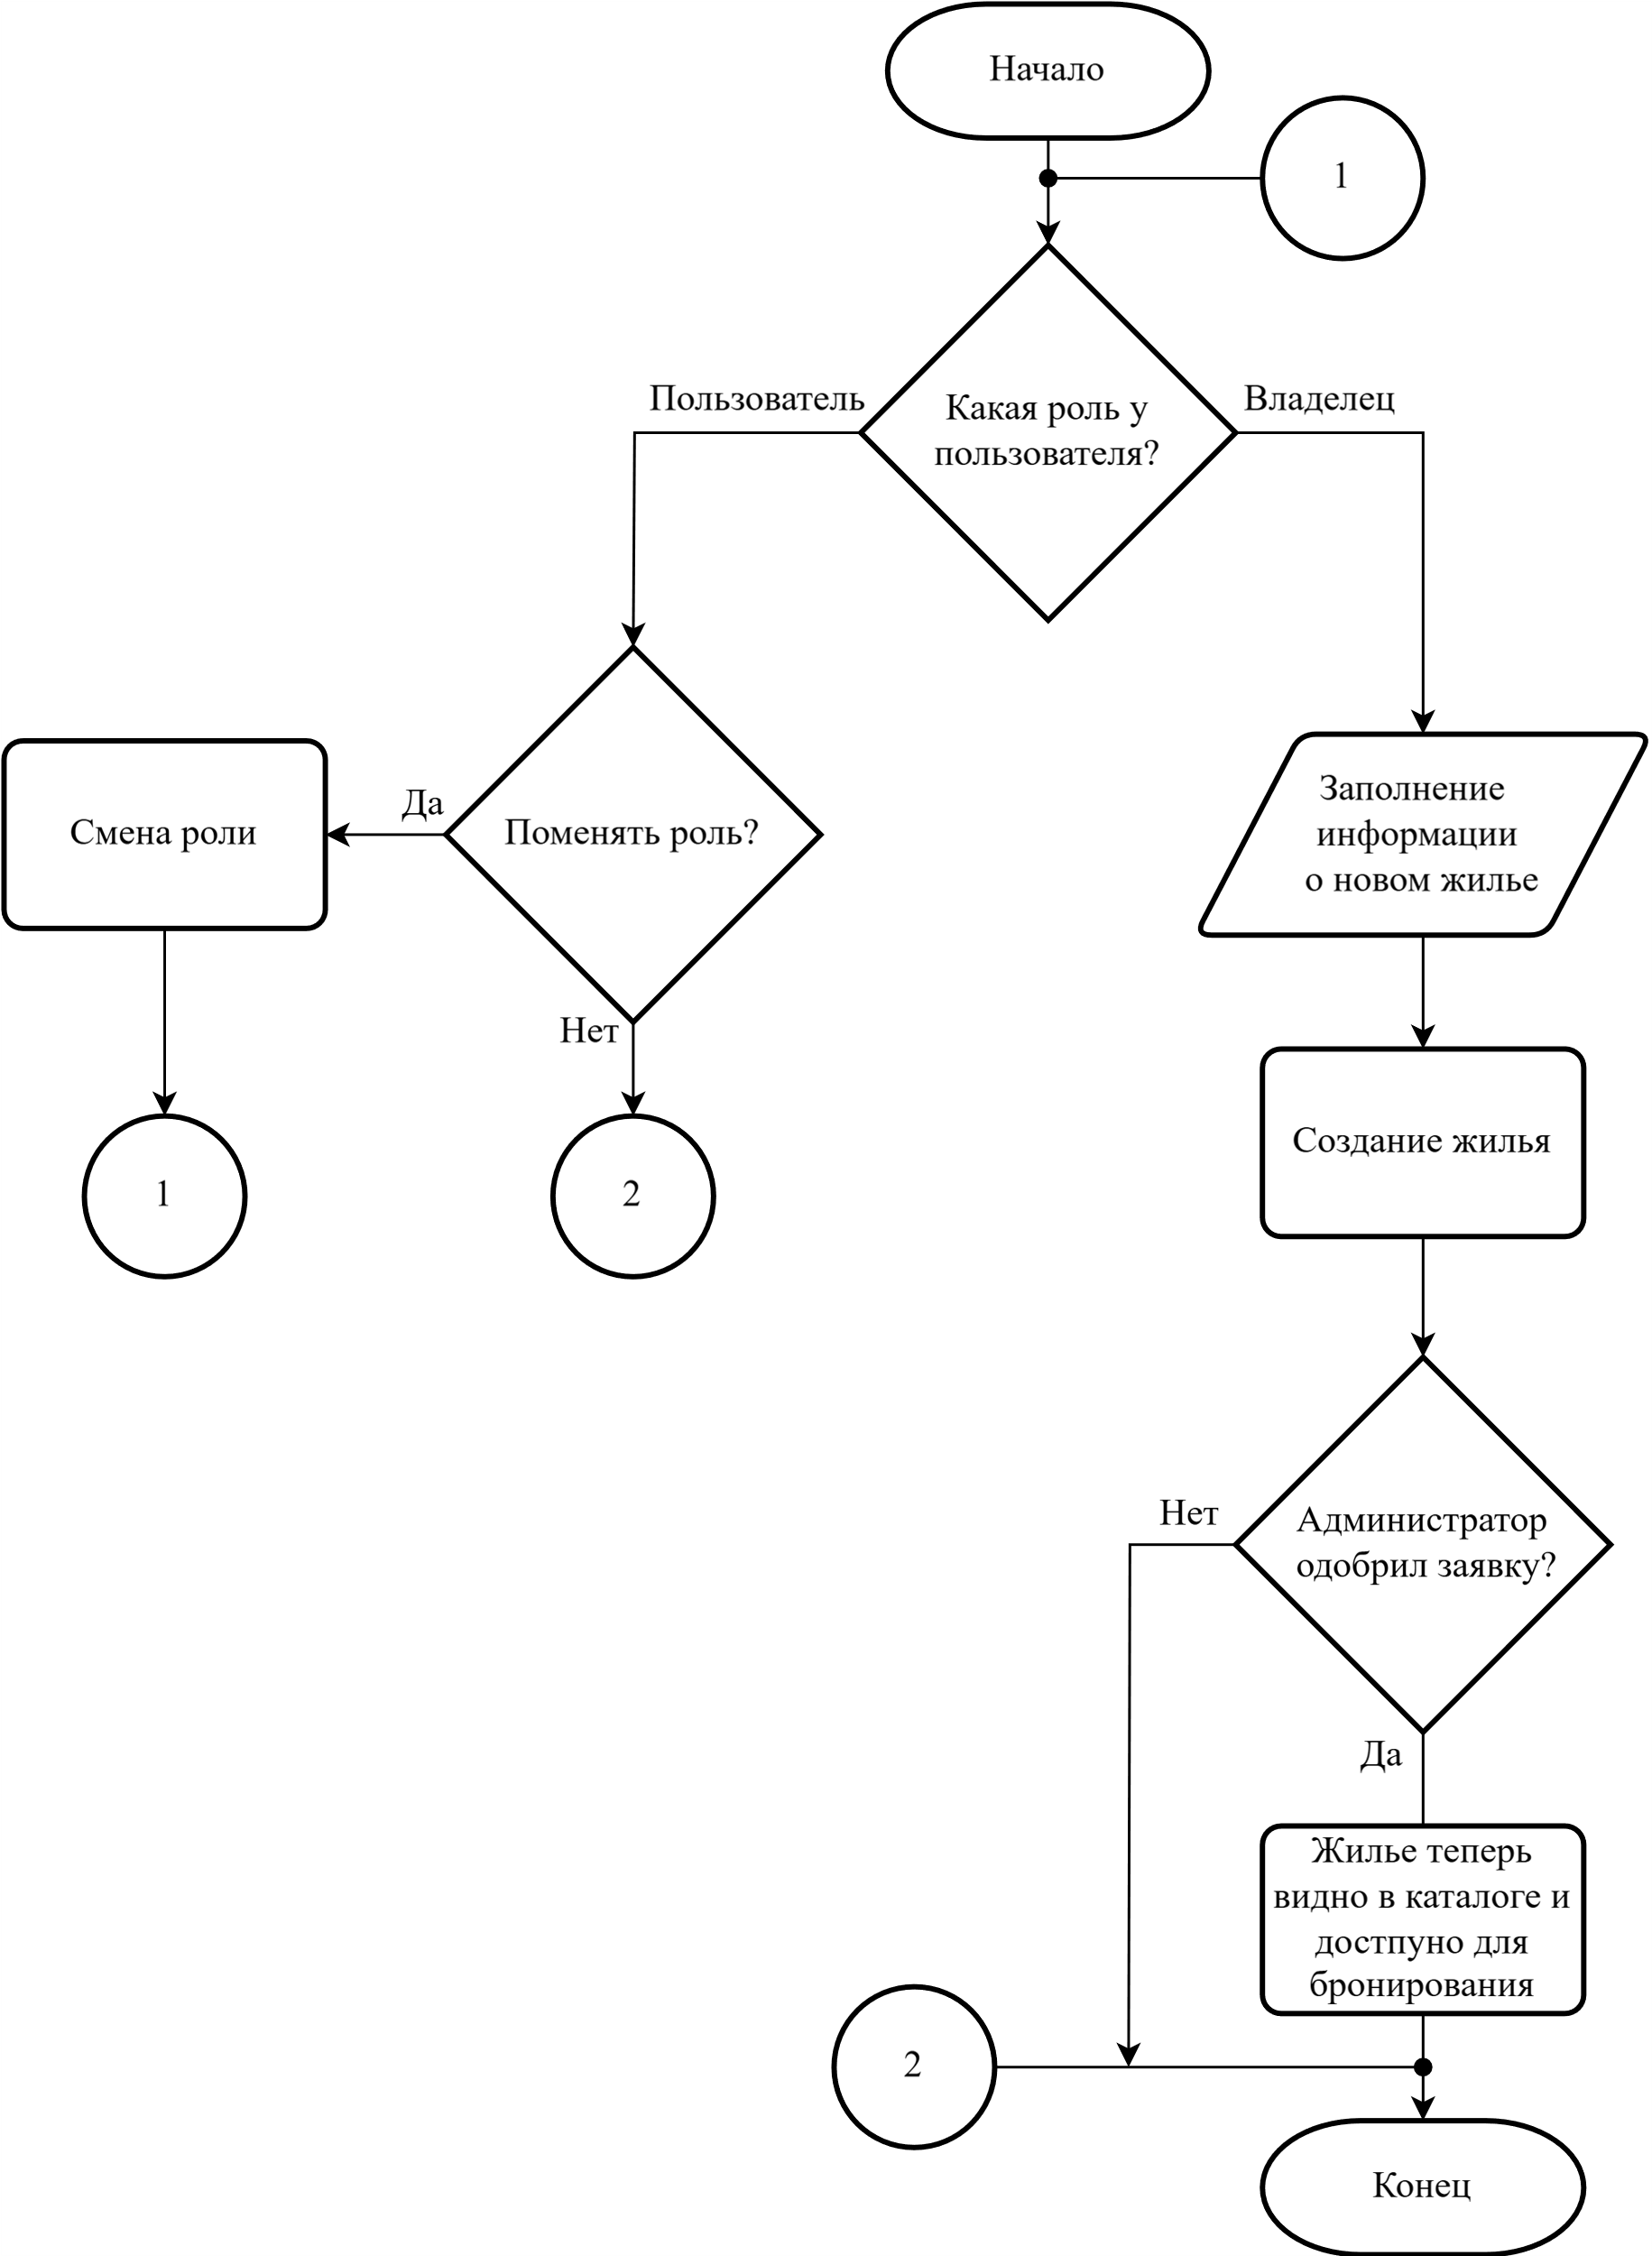 Начало
1
Какая роль у
пользователя?
Пользователь
Владелец
Поменять роль?
Да
Смена роли
Нет
1
2
Заполнение
информации
о новом жилье
Создание жилья
Администратор
одобрил заявку?
Нет
Да
Жилье теперь
видно в каталоге и
достпуно для
бронирования
2
Конец